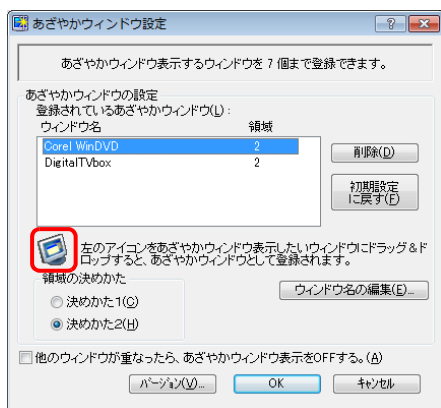 あざやかウィンドウ設定
あざやかウィンドウ表示するウィンドウを7個まで登録できます。
あざやかウィンドウの設定
登録されているあざやかウィンドウ(L):
ウィンドウ名 領域
Corel WinDVD 2
DigitalTVbox 2
削除(D)
初期設定
に戻す(F)
左のアイコンをあざやかウィンドウ表示したいウィンドウにドラッグ&ド
ロップすると、あざやかウィンドウとして登録されます。
領域の決めかた
決めかた1(C)
決めかた2(H)
ウィンドウ名の編集(E)...
他のウィンドウが重なったら、あざやかウィンドウ表示をOFFする。(A)
バージョン(V)... OK キャンセル